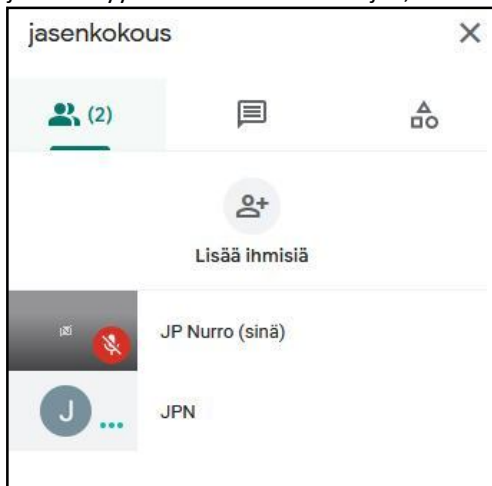 jasenkokous
(2)
Lisää ihmisiä
JP Nurro (sinä)
J
JPN